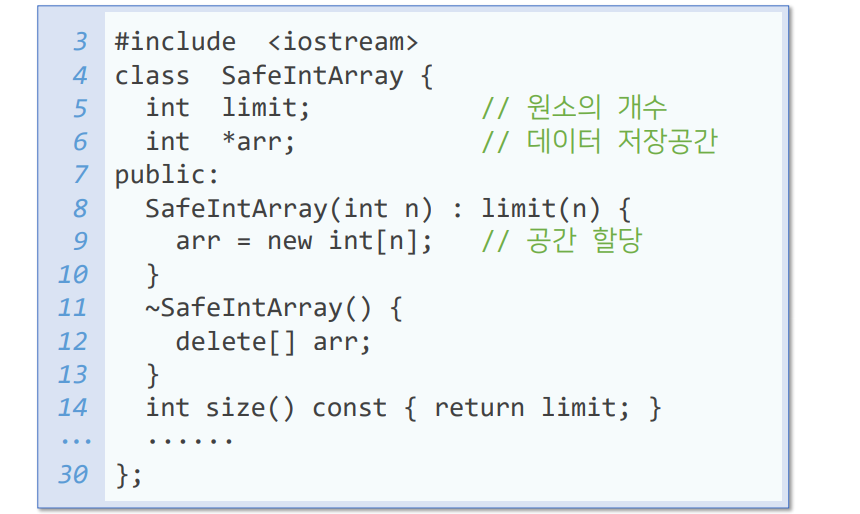 3 #include <iostream>
4 class SafeIntArray {
5 int limit; // 원소의 개수
6 int *arr; // 데이터 저장공간
7 public:
8 SafeIntArray(int n) : limit(n) {
9 arr = new int[n]; // 공간 할당
10 }
11 ~SafeIntArray() {
12 delete[] arr;
13 }
14 int size() const { return limit; }
... ......
30 };